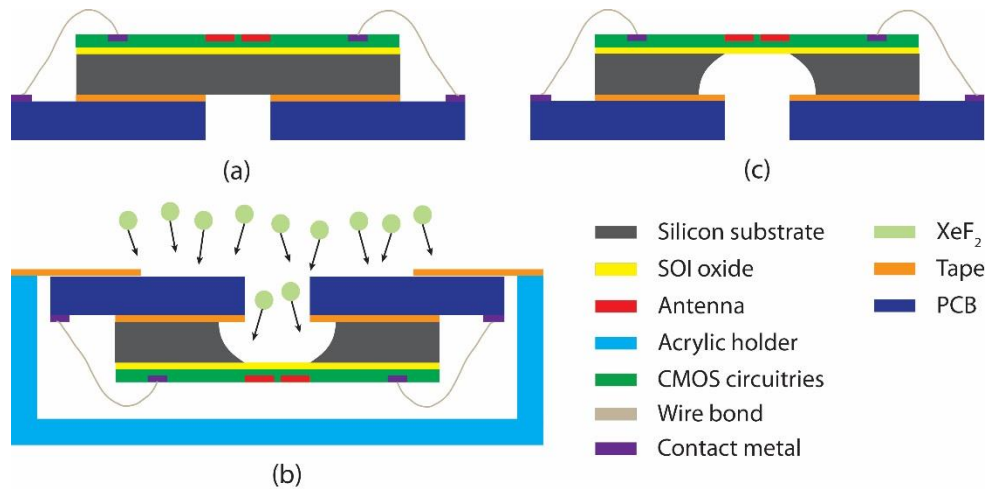 (a)
(c)
(b)
Silicon substrate
SOI oxide
Antenna
Acrylic holder
CMOS circuitries
Wire bond
Contact metal
XeF₂
Tape
PCB